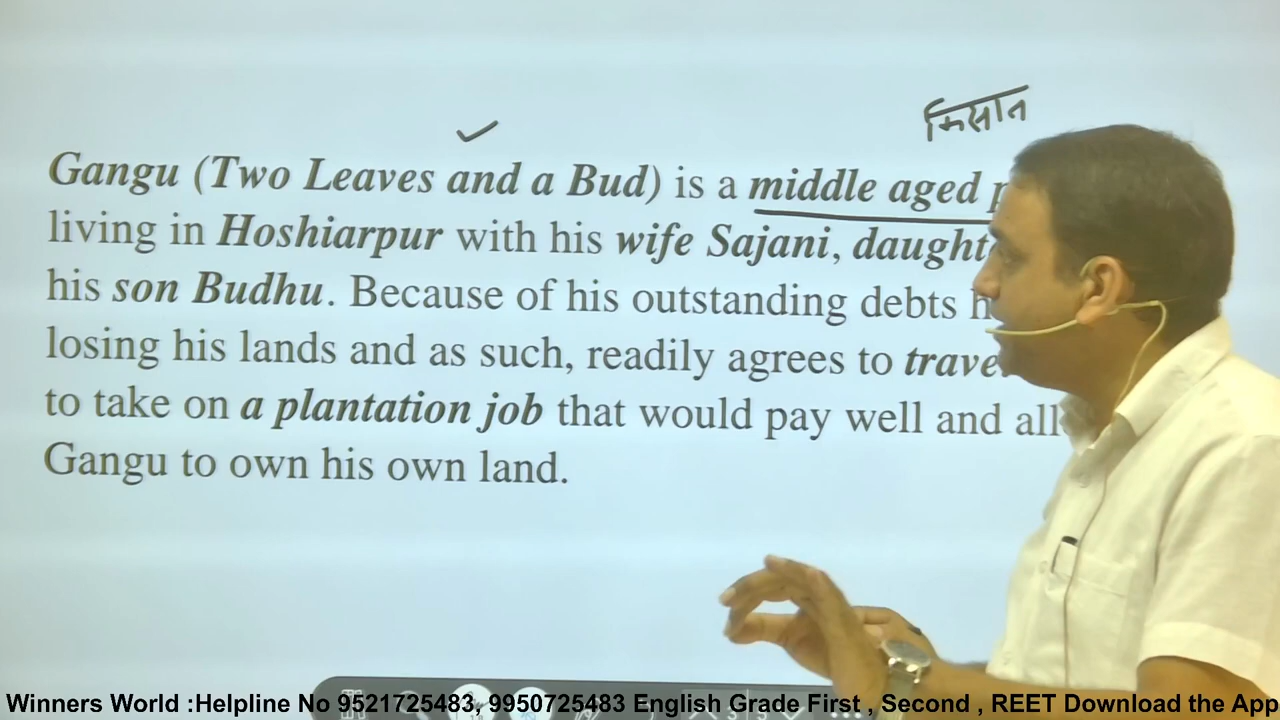 किसान
Gangu (Two Leaves and a Bud) is a middle aged
living in Hoshiarpur with his wife Sajani,
his son Budhu. Because of his outstanding debts
losing his lands and as such, readily agrees to
to take on a plantation job that would pay well and
Gangu to own his own land.
Winners World :Helpline No 9521725483, 9950725483 English Grade First , Second , REET Download the App